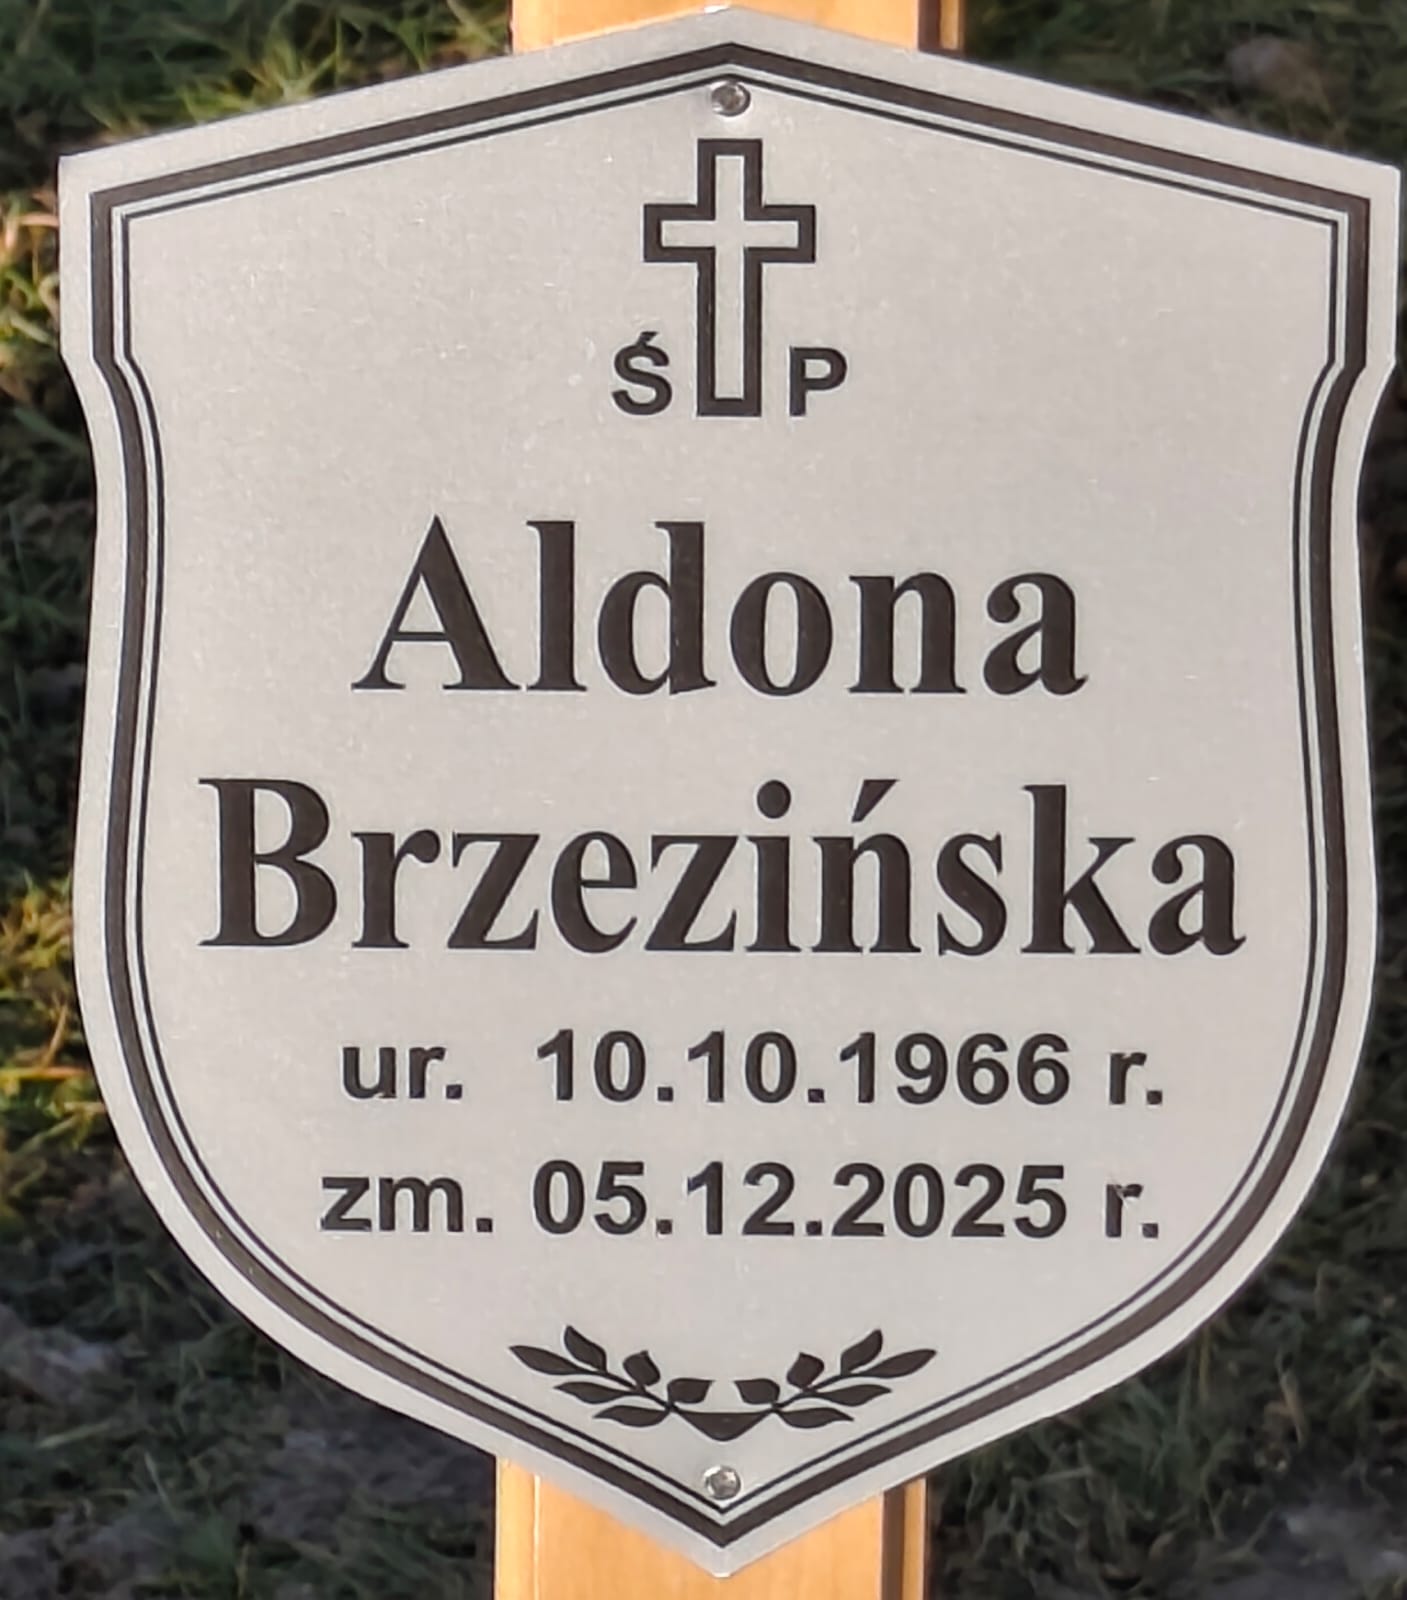 Ś P
Aldona
Brzezińska
ur. 10.10.1966 r.
zm. 05.12.2025 r.